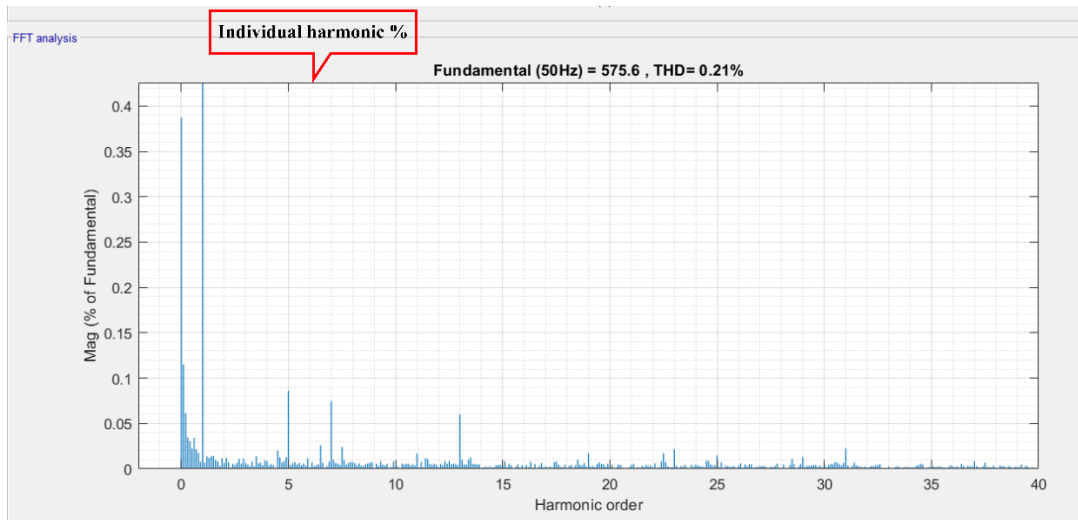 Individual harmonic %
FFT analysis
Fundamental (50Hz) = 575.6 , THD= 0.21%
0.4
0.35
0.3
0.25
0.2
0.15
0.1
0.05
0
Mag (% of Fundamental)
0 5 10 15 20 25 30 35 40
Harmonic order